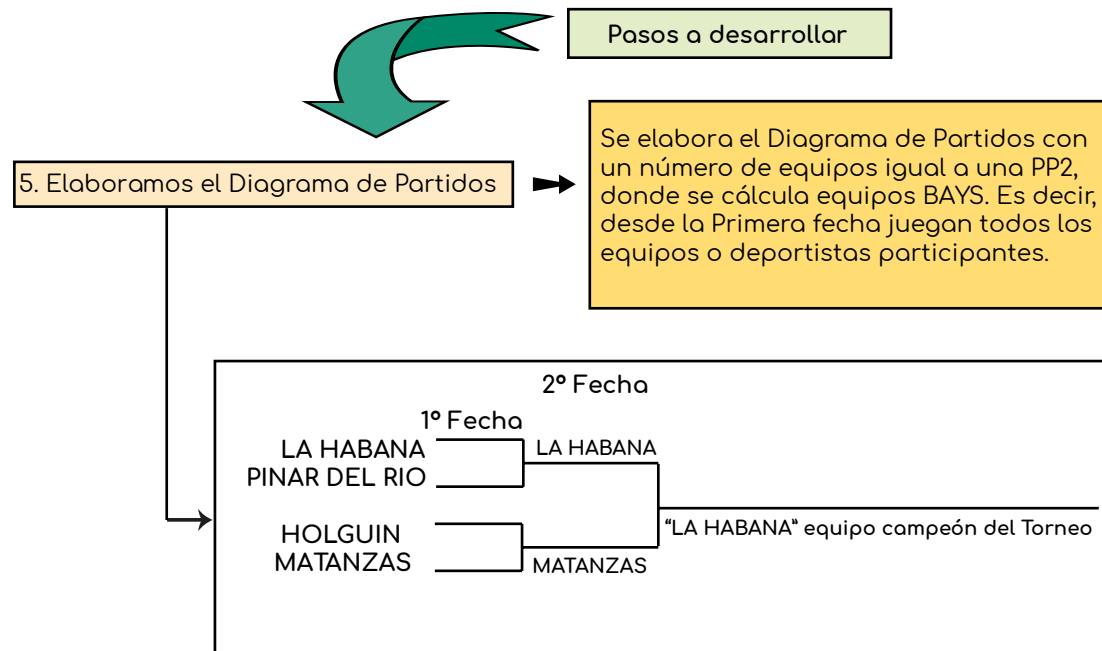 Pasos a desarrollar
5. Elaboramos el Diagrama de Partidos
Se elabora el Diagrama de Partidos con
un número de equipos igual a una PP2,
donde se cálcula equipos BAYS. Es decir,
desde la Primera fecha juegan todos los
equipos o deportistas participantes.
2° Fecha
1° Fecha
LA HABANA
PINAR DEL RIO
LA HABANA
HOLGUIN
MATANZAS
MATANZAS
“LA HABANA” equipo campeón del Torneo